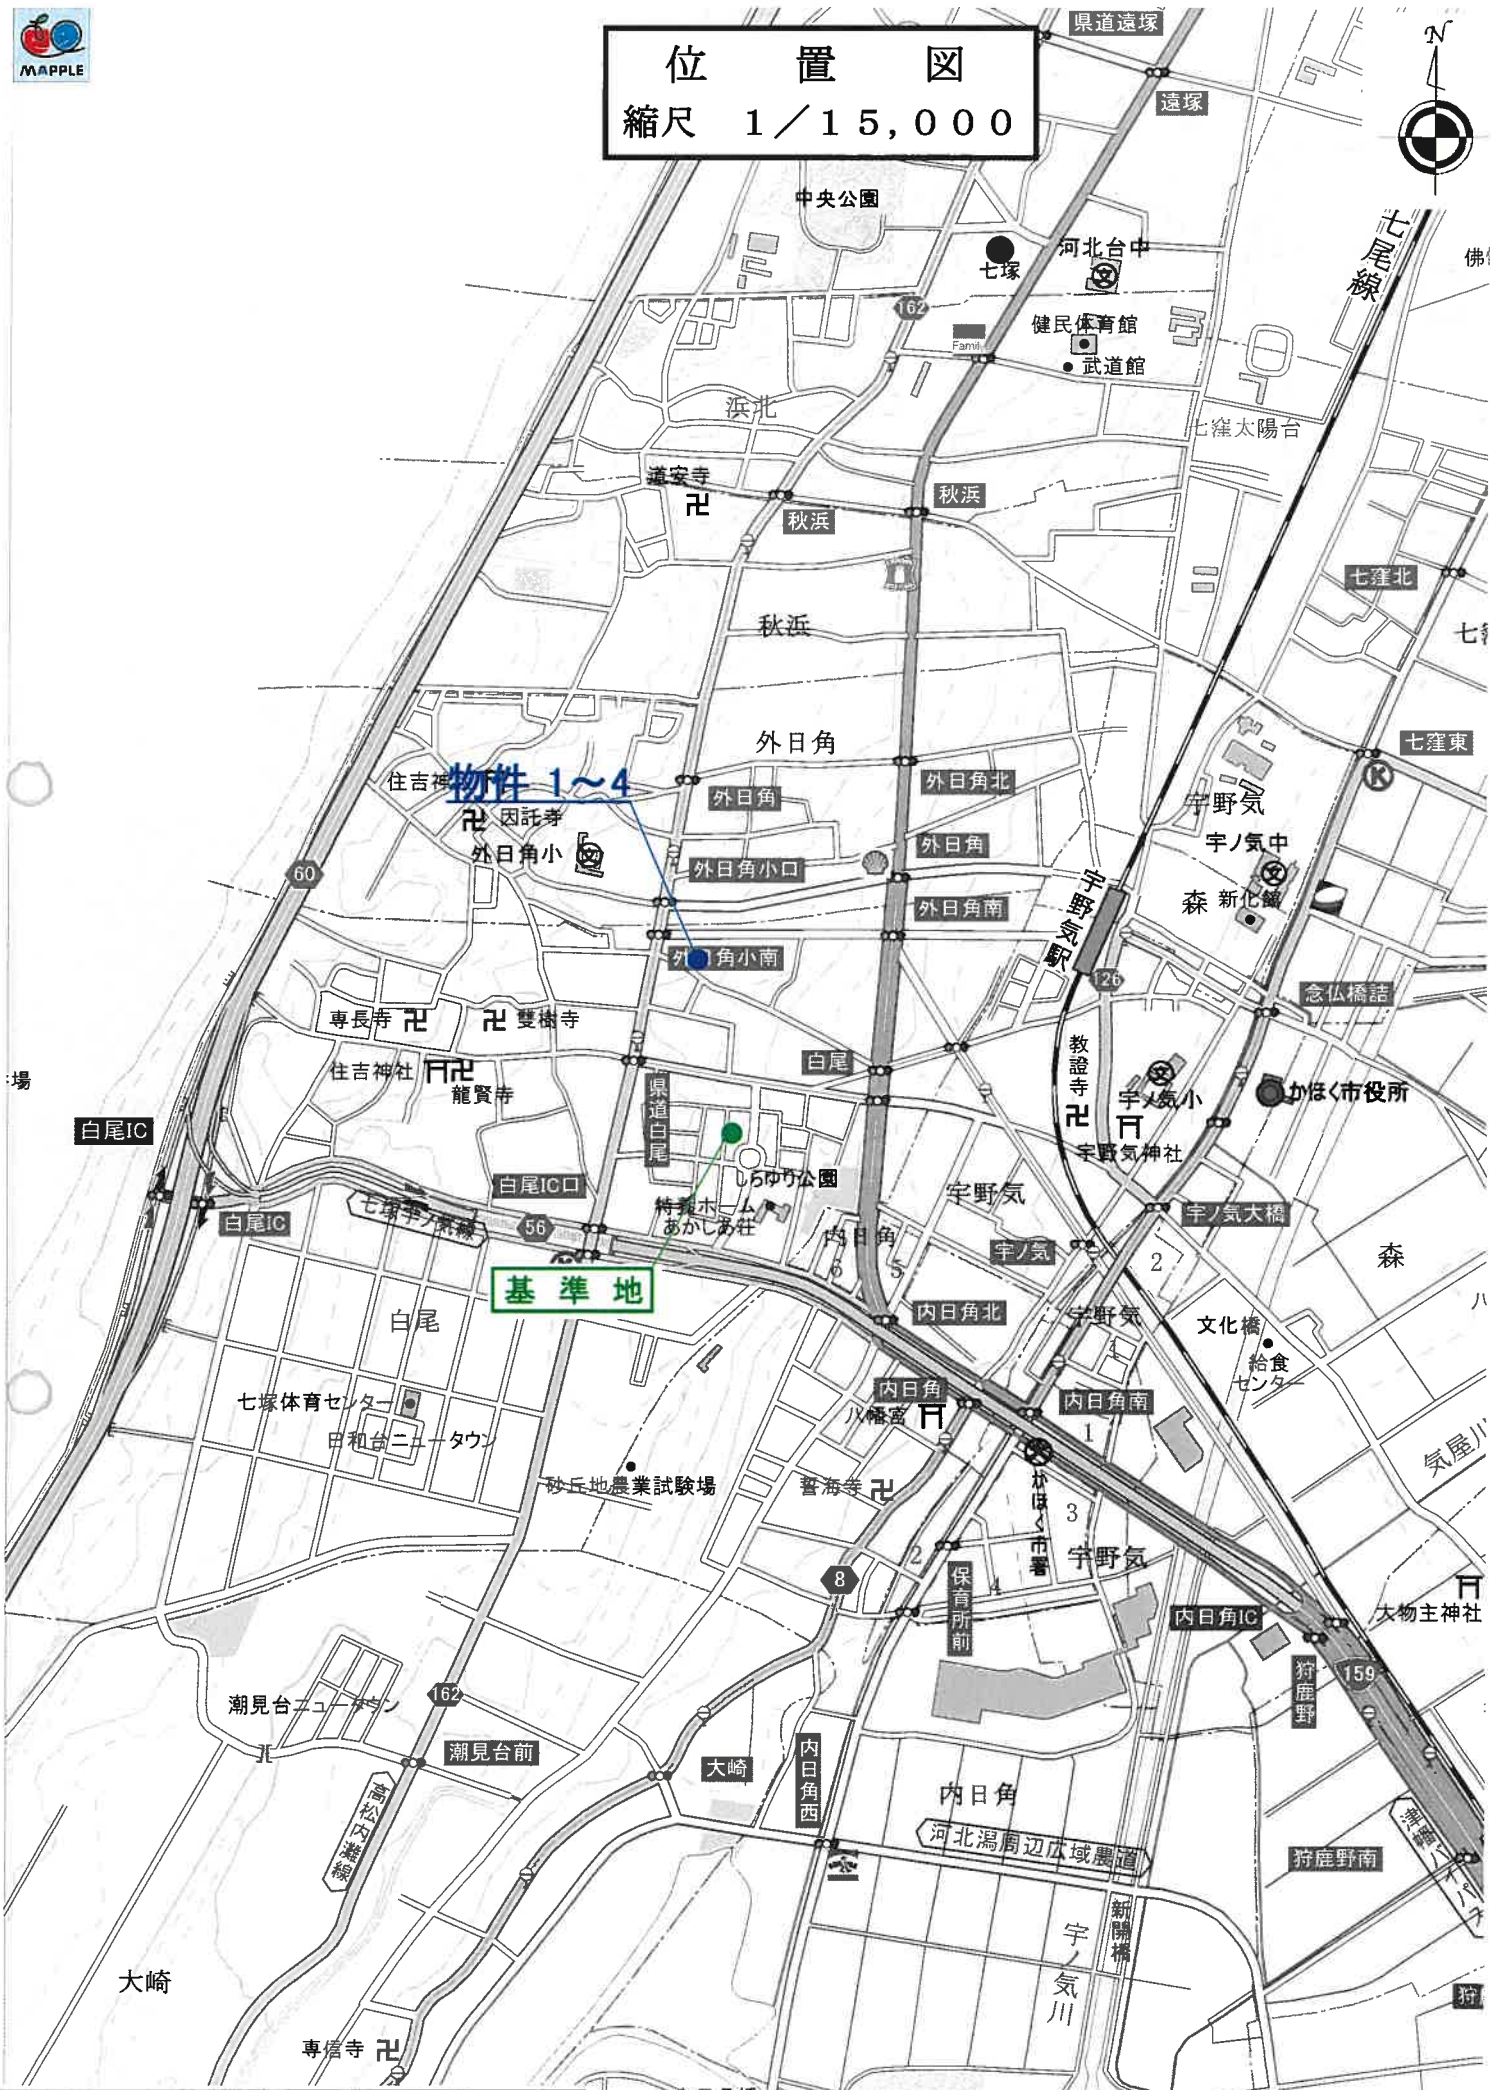 MAPPLE
位 置 図
縮尺 1/15,000
N
県道遠塚
遠塚
中央公園
七塚
河北台中
七尾線
162
健民体育館
武道館
浜北
七窪太陽台
道安寺
秋浜
秋浜
七窪北
秋浜
外日角
七窪東
物件 1~4
外日角
外日角北
宇野気
因託寺
外日角小
外日角
宇ノ気中
60
外日角小口
宇野気駅
森
新化館
外日角南
外日角小南
126
念仏橋詰
専長寺
雙樹寺
白尾
教證寺
住吉神社
龍賢寺
県道白尾
宇ノ気小
かほく市役所
白尾IC
宇野気神社
しらゆり公園
白尾IC口
特養ホーム
あかしあ荘
宇野気
白尾IC
七塚宇ノ気線
56
内日角
宇ノ気大橋
宇ノ気
森
6
5
2
基 準 地
白尾
内日角北
宇野気
文化橋
給食
センター
4
七塚体育センター
内日角
内日角南
八幡宮
1
日和台ニュータウン
気屋川
砂丘地農業試験場
誓海寺
かほく市署
3
2
宇野気
8
4
保育所前
内日角IC
大物主神社
狩鹿野
159
潮見台ニュータウン
162
潮見台前
大崎
内日角西
内日角
高松内灘線
河北潟周辺広域農道
狩鹿野南
新開橋
宇ノ気川
大崎
専信寺